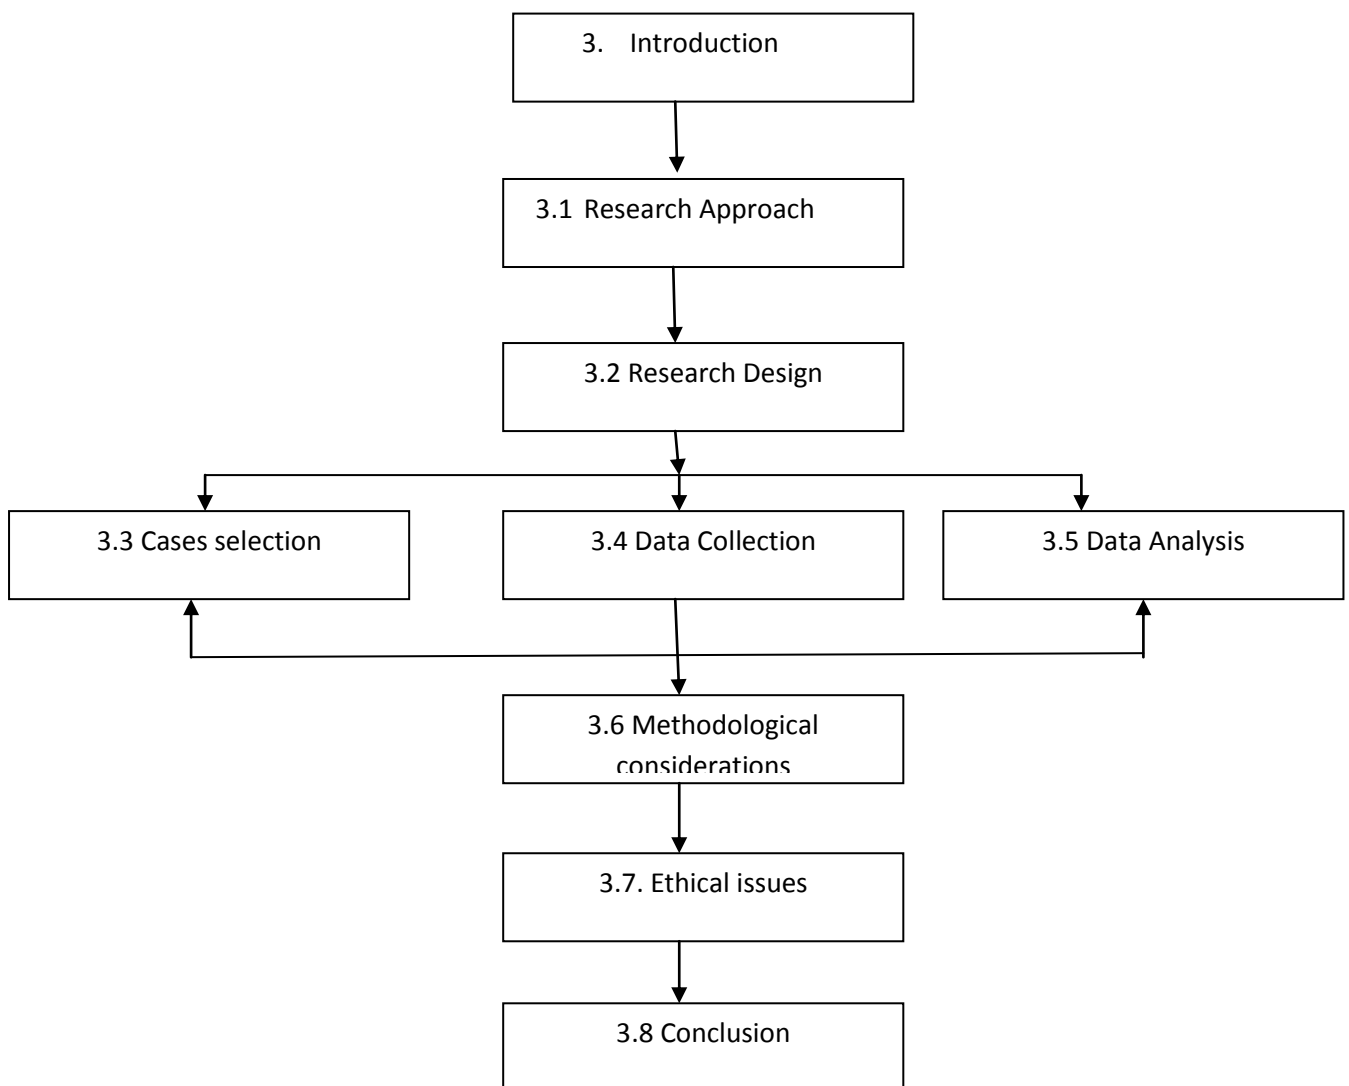 3. Introduction
3.1 Research Approach
3.2 Research Design
3.3 Cases selection
3.4 Data Collection
3.5 Data Analysis
3.6 Methodological
considerations
3.7. Ethical issues
3.8 Conclusion